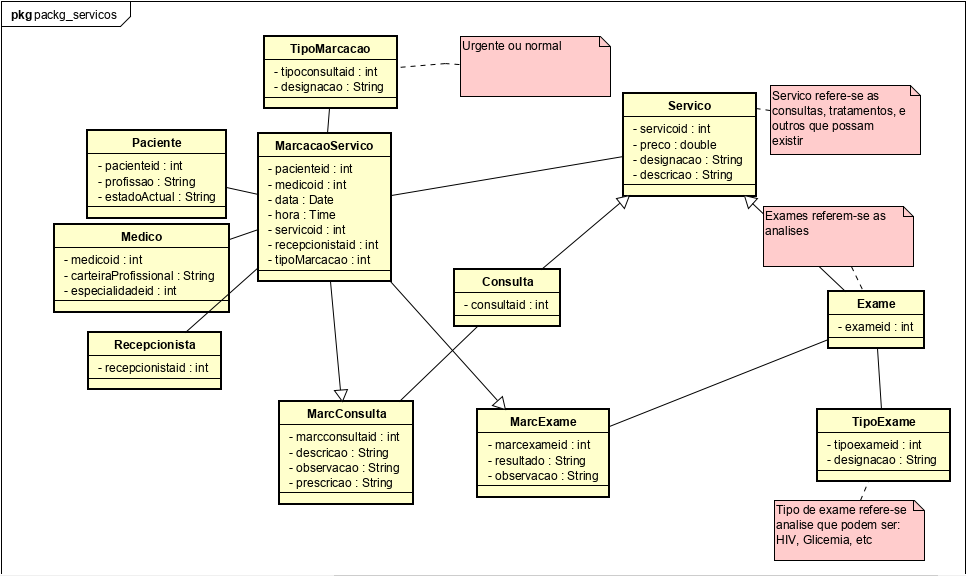 pkg packg_servicos
TipoMarcacao
- tipoconsultaid : int
- designacao : String
Urgente ou normal
Servico
- servicoid : int
- preco : double
- designacao : String
- descricao : String
Servico refere-se as
consultas, tratamentos, e
outros que possam
existir
Paciente
- pacienteid : int
- profissao : String
- estadoActual : String
MarcacaoServico
- pacienteid : int
- medicoid : int
- data : Date
- hora : Time
- servicoid : int
- recepcionistaid : int
- tipoMarcacao : int
Exames referem-se as
analises
Medico
- medicoid : int
- carteiraProfissional : String
- especialidadeid : int
Consulta
- consultaid : int
Exame
- exameid : int
Recepcionista
- recepcionistaid : int
MarcConsulta
- marcconsultaid : int
- descricao : String
- observacao : String
- prescricao : String
MarcExame
- marcexameid : int
- resultado : String
- observacao : String
TipoExame
- tipoexameid : int
- designacao : String
Tipo de exame refere-se
analise que podem ser:
HIV, Glicemia, etc